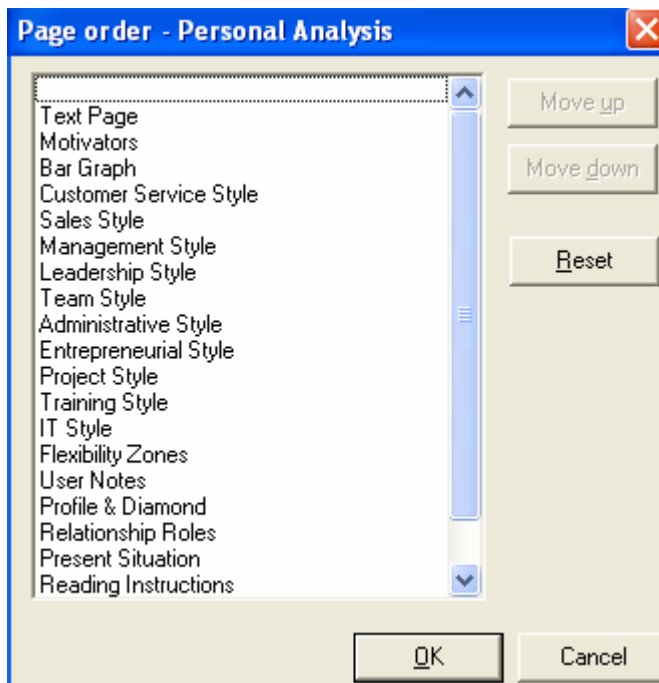 Page order - Personal Analysis
Text Page
Motivators
Bar Graph
Customer Service Style
Sales Style
Management Style
Leadership Style
Team Style
Administrative Style
Entrepreneurial Style
Project Style
Training Style
IT Style
Flexibility Zones
User Notes
Profile & Diamond
Relationship Roles
Present Situation
Reading Instructions
Move up
Move down
Reset
OK
Cancel